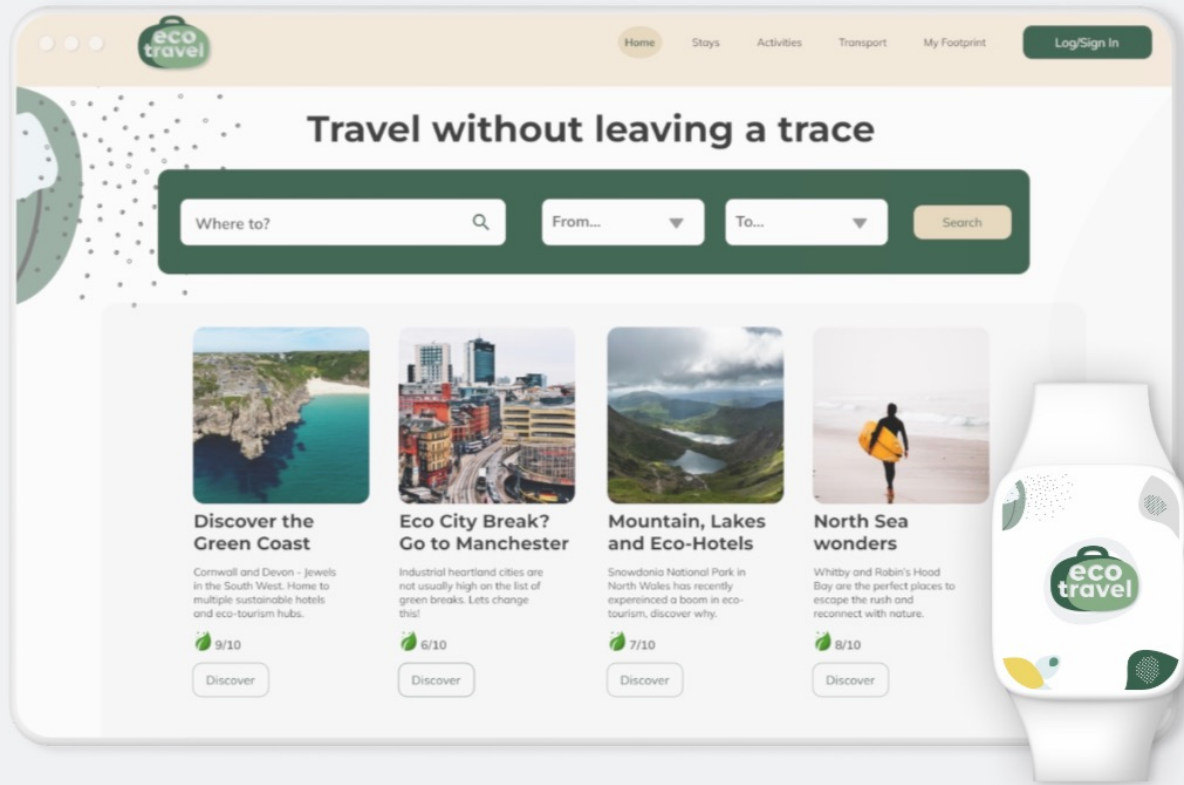 eco
travel
Home
Stays
Activities
Transport
My Footprint
Log/Sign In
Travel without leaving a trace
Where to?
From...
To...
Search
Discover the
Green Coast
Cornwall and Devon - Jewels
in the South West. Home to
multiple sustainable hotels
and eco-tourism hubs.
9/10
Discover
Eco City Break?
Go to Manchester
Industrial heartland cities are
not usually high on the list of
green breaks. Lets change
this!
6/10
Discover
Mountain, Lakes
and Eco-Hotels
Snowdonia National Park in
North Wales has recently
expereinced a boom in eco-
tourism, discover why.
7/10
Discover
North Sea
wonders
Whitby and Robin's Hood
Bay are the perfect places to
escape the rush and
reconnect with nature.
8/10
Discover
eco
travel